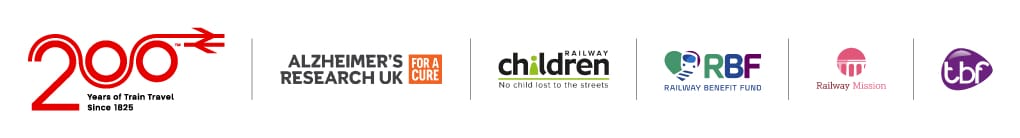 200™
Years of Train Travel
Since 1825
ALZHEIMER'S
RESEARCH UK
FOR A
CURE
RAILWAY
children
No child lost to the streets
RBF
RAILWAY BENEFIT FUND
Railway Mission
tbf